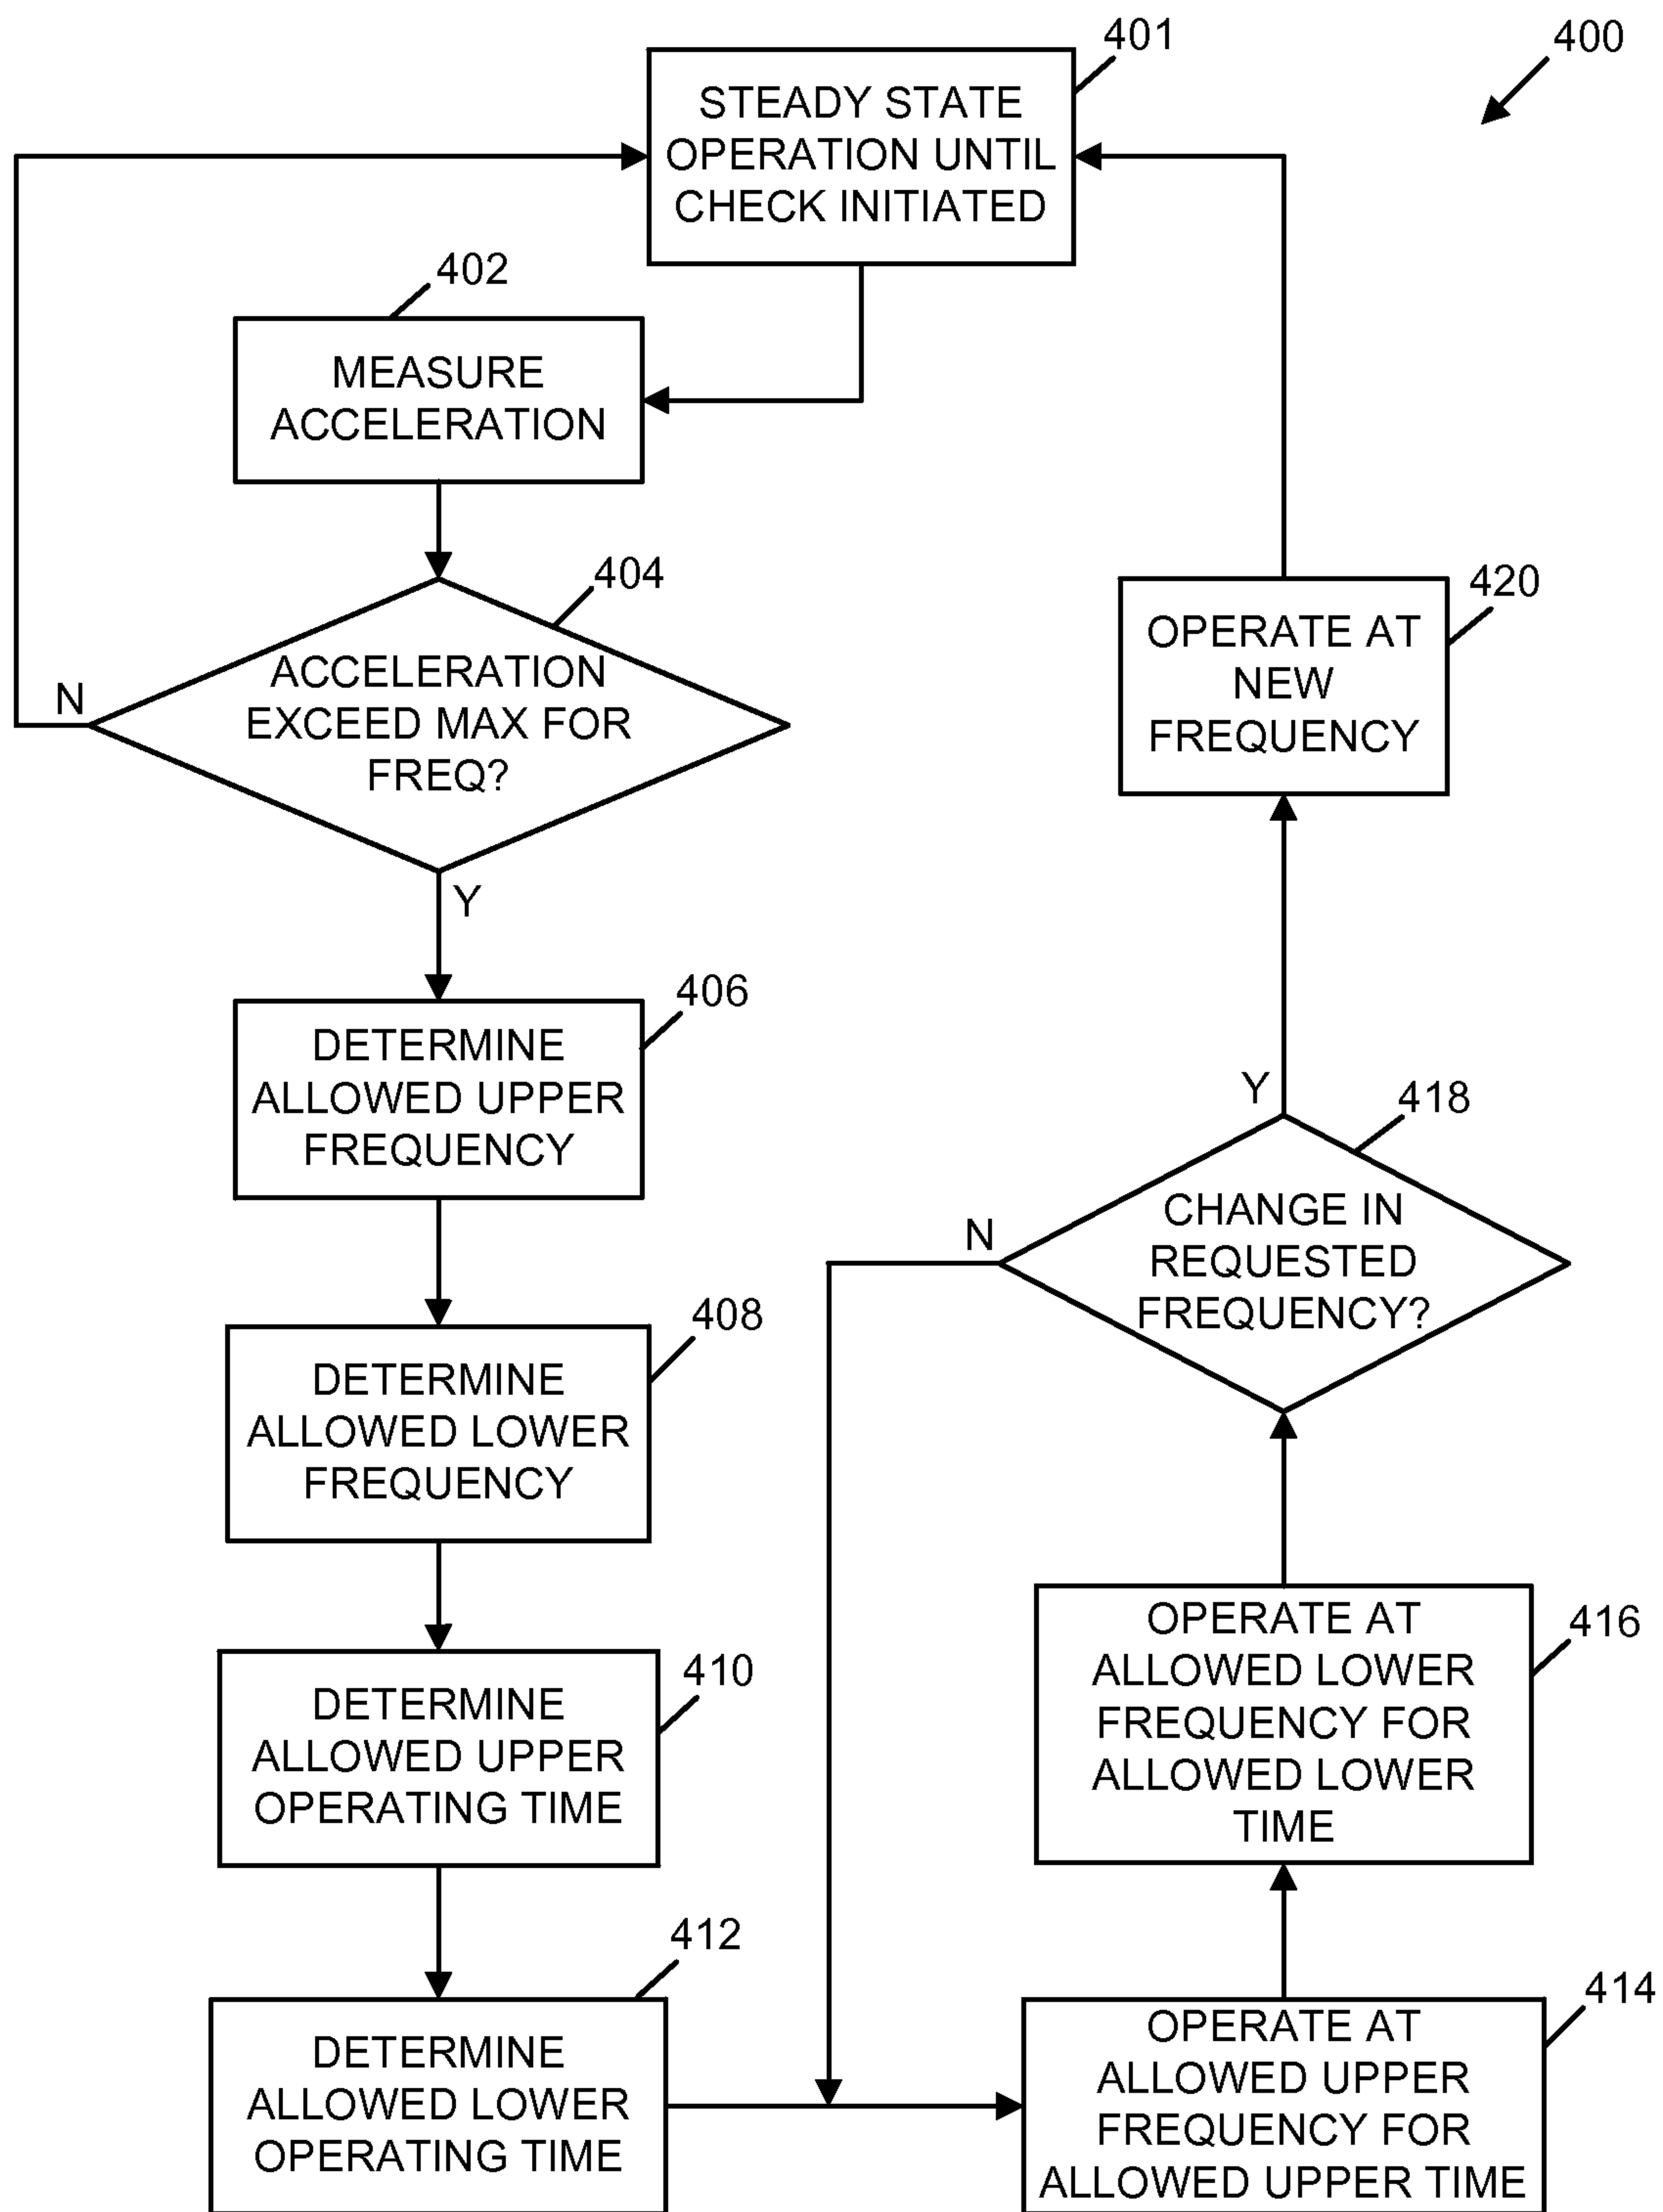 400
401
STEADY STATE
OPERATION UNTIL
CHECK INITIATED
402
MEASURE
ACCELERATION
404
ACCELERATION
EXCEED MAX FOR
FREQ?
N
Y
406
DETERMINE
ALLOWED UPPER
FREQUENCY
408
DETERMINE
ALLOWED LOWER
FREQUENCY
410
DETERMINE
ALLOWED UPPER
OPERATING TIME
412
DETERMINE
ALLOWED LOWER
OPERATING TIME
414
OPERATE AT
ALLOWED UPPER
FREQUENCY FOR
ALLOWED UPPER TIME
416
OPERATE AT
ALLOWED LOWER
FREQUENCY FOR
ALLOWED LOWER
TIME
418
CHANGE IN
REQUESTED
FREQUENCY?
N
Y
420
OPERATE AT
NEW
FREQUENCY